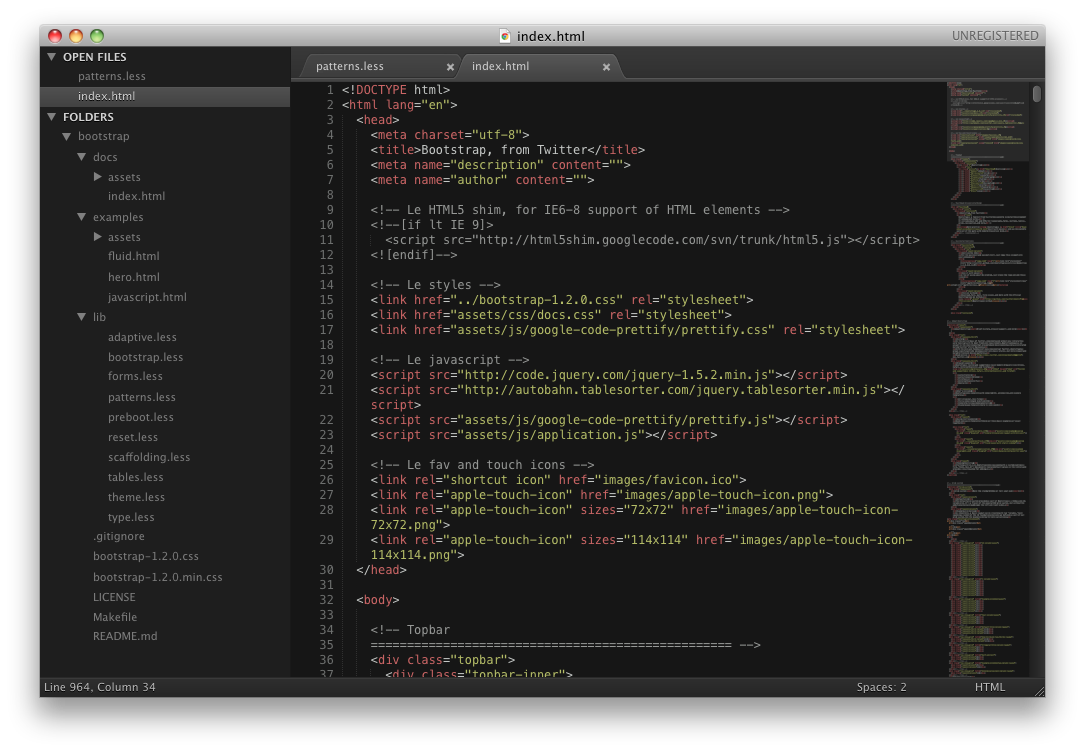 index.html
UNREGISTERED
OPEN FILES
patterns.less
index.html
FOLDERS
bootstrap
docs
assets
index.html
examples
assets
fluid.html
hero.html
javascript.html
lib
adaptive.less
bootstrap.less
forms.less
patterns.less
preboot.less
reset.less
scaffolding.less
tables.less
theme.less
type.less
.gitignore
bootstrap-1.2.0.css
bootstrap-1.2.0.min.css
LICENSE
Makefile
README.md
patterns.less
index.html
1 <!DOCTYPE html>
2 <html lang="en">
3 <head>
4 <meta charset="utf-8">
5 <title>Bootstrap, from Twitter</title>
6 <meta name="description" content="">
7 <meta name="author" content="">
8
9 <!-- Le HTML5 shim, for IE6-8 support of HTML elements -->
10 <!--[if lt IE 9]>
11 <script src="http://html5shim.googlecode.com/svn/trunk/html5.js"></script>
12 <![endif]-->
13
14 <!-- Le styles -->
15 <link href="../bootstrap-1.2.0.css" rel="stylesheet">
16 <link href="assets/css/docs.css" rel="stylesheet">
17 <link href="assets/js/google-code-prettify/prettify.css" rel="stylesheet">
18
19 <!-- Le javascript -->
20 <script src="http://code.jquery.com/jquery-1.5.2.min.js"></script>
21 <script src="http://autobahn.tablesorter.com/jquery.tablesorter.min.js"></
script>
22 <script src="assets/js/google-code-prettify/prettify.js"></script>
23 <script src="assets/js/application.js"></script>
24
25 <!-- Le fav and touch icons -->
26 <link rel="shortcut icon" href="images/favicon.ico">
27 <link rel="apple-touch-icon" href="images/apple-touch-icon.png">
28 <link rel="apple-touch-icon" sizes="72x72" href="images/apple-touch-icon-
72x72.png">
29 <link rel="apple-touch-icon" sizes="114x114" href="images/apple-touch-icon-
114x114.png">
30 </head>
31
32 <body>
33
34 <!-- Topbar
35 ================================================== -->
36 <div class="topbar">
37 <div class="topbar-inner">
Line 964, Column 34
Spaces: 2
HTML